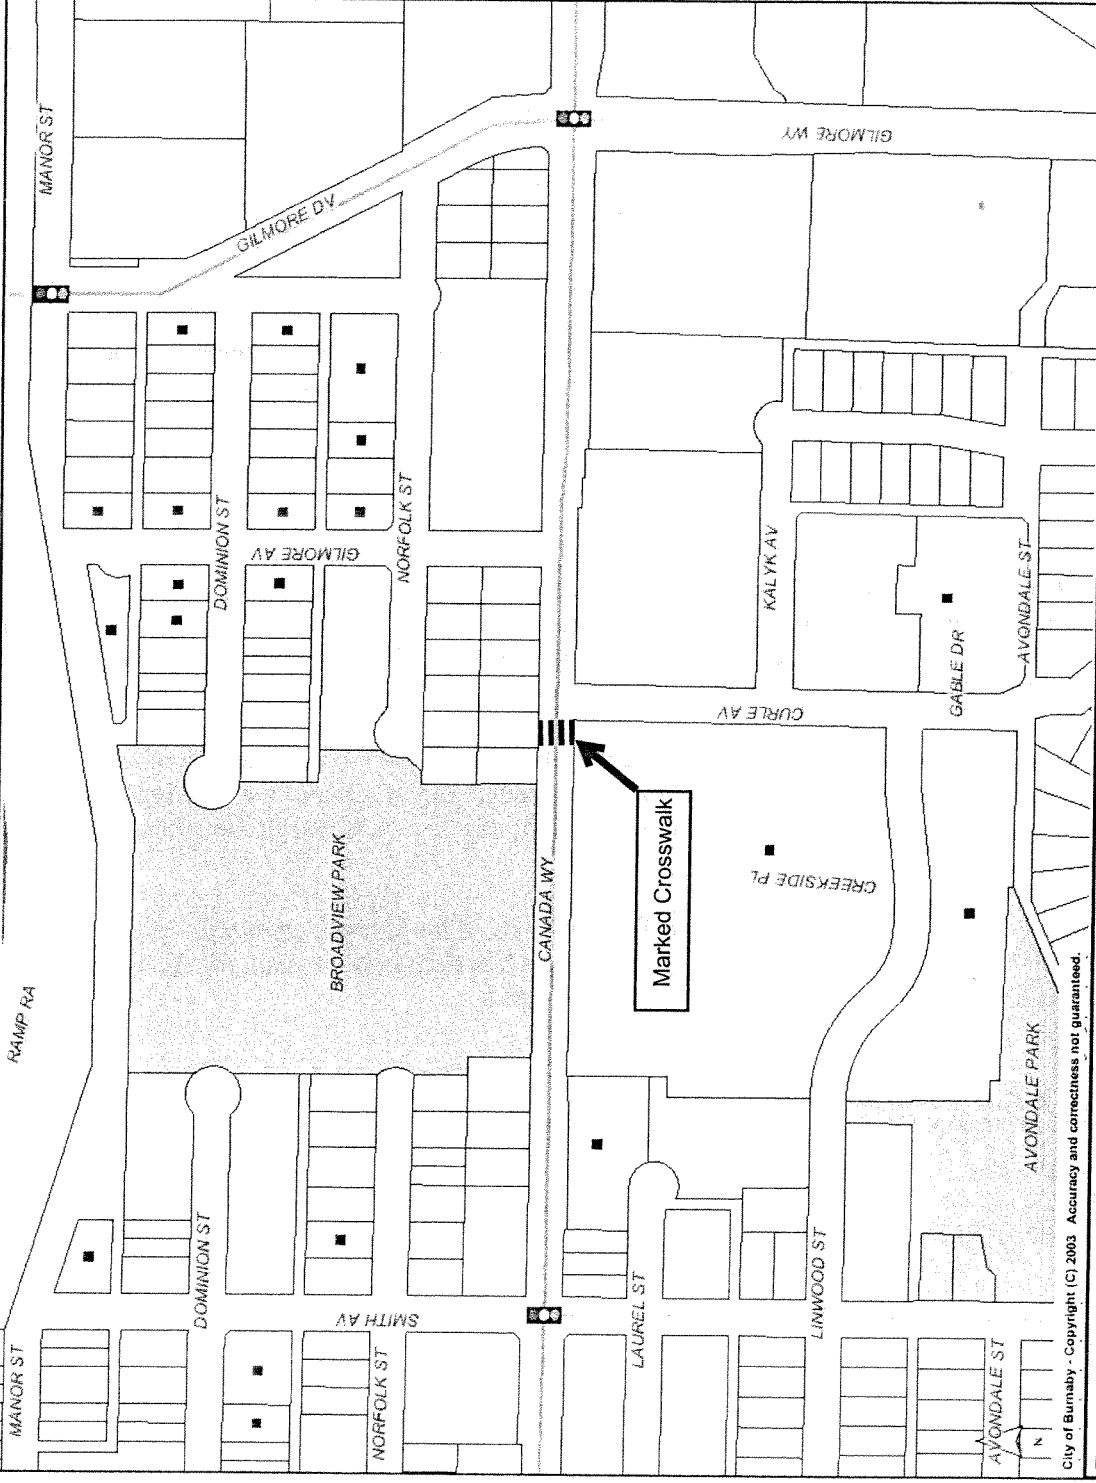 MANOR ST
RAMP RA
MANOR ST
DOMINION ST
DOMINION ST
GILMORE DV
GILMORE AV
SMITH AV
BROADVIEW PARK
NORFOLK ST
NORFOLK ST
CANADA WY
Marked Crosswalk
LAUREL ST
CURLE AV
KALYK AV
GILMORE WY
CREEKSIDE PL
LINWOOD ST
GABLE DR
AVONDALE ST
AVONDALE PARK
AVONDALE ST
N
City of Burnaby - Copyright (C) 2003 Accuracy and correctness not guaranteed.